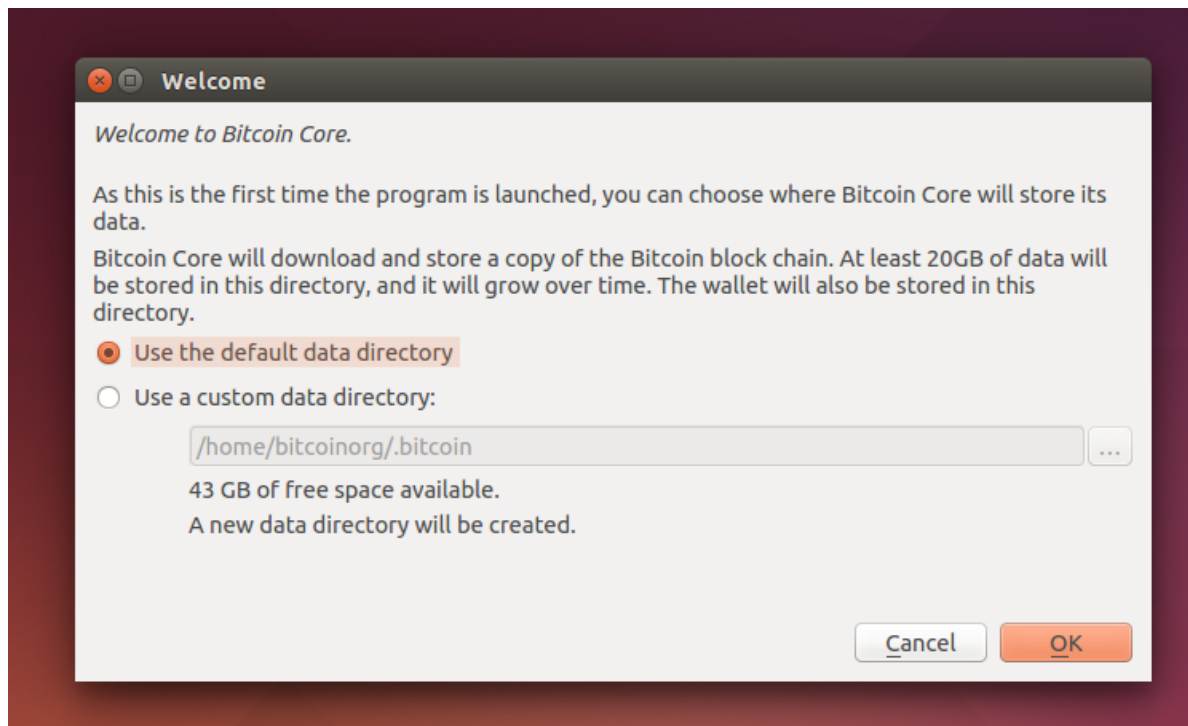 Welcome
Welcome to Bitcoin Core.
As this is the first time the program is launched, you can choose where Bitcoin Core will store its
data.
Bitcoin Core will download and store a copy of the Bitcoin block chain. At least 20GB of data will
be stored in this directory, and it will grow over time. The wallet will also be stored in this
directory.
Use the default data directory
Use a custom data directory:
/home/bitcoinorg/.bitcoin
...
43 GB of free space available.
A new data directory will be created.
Cancel
OK